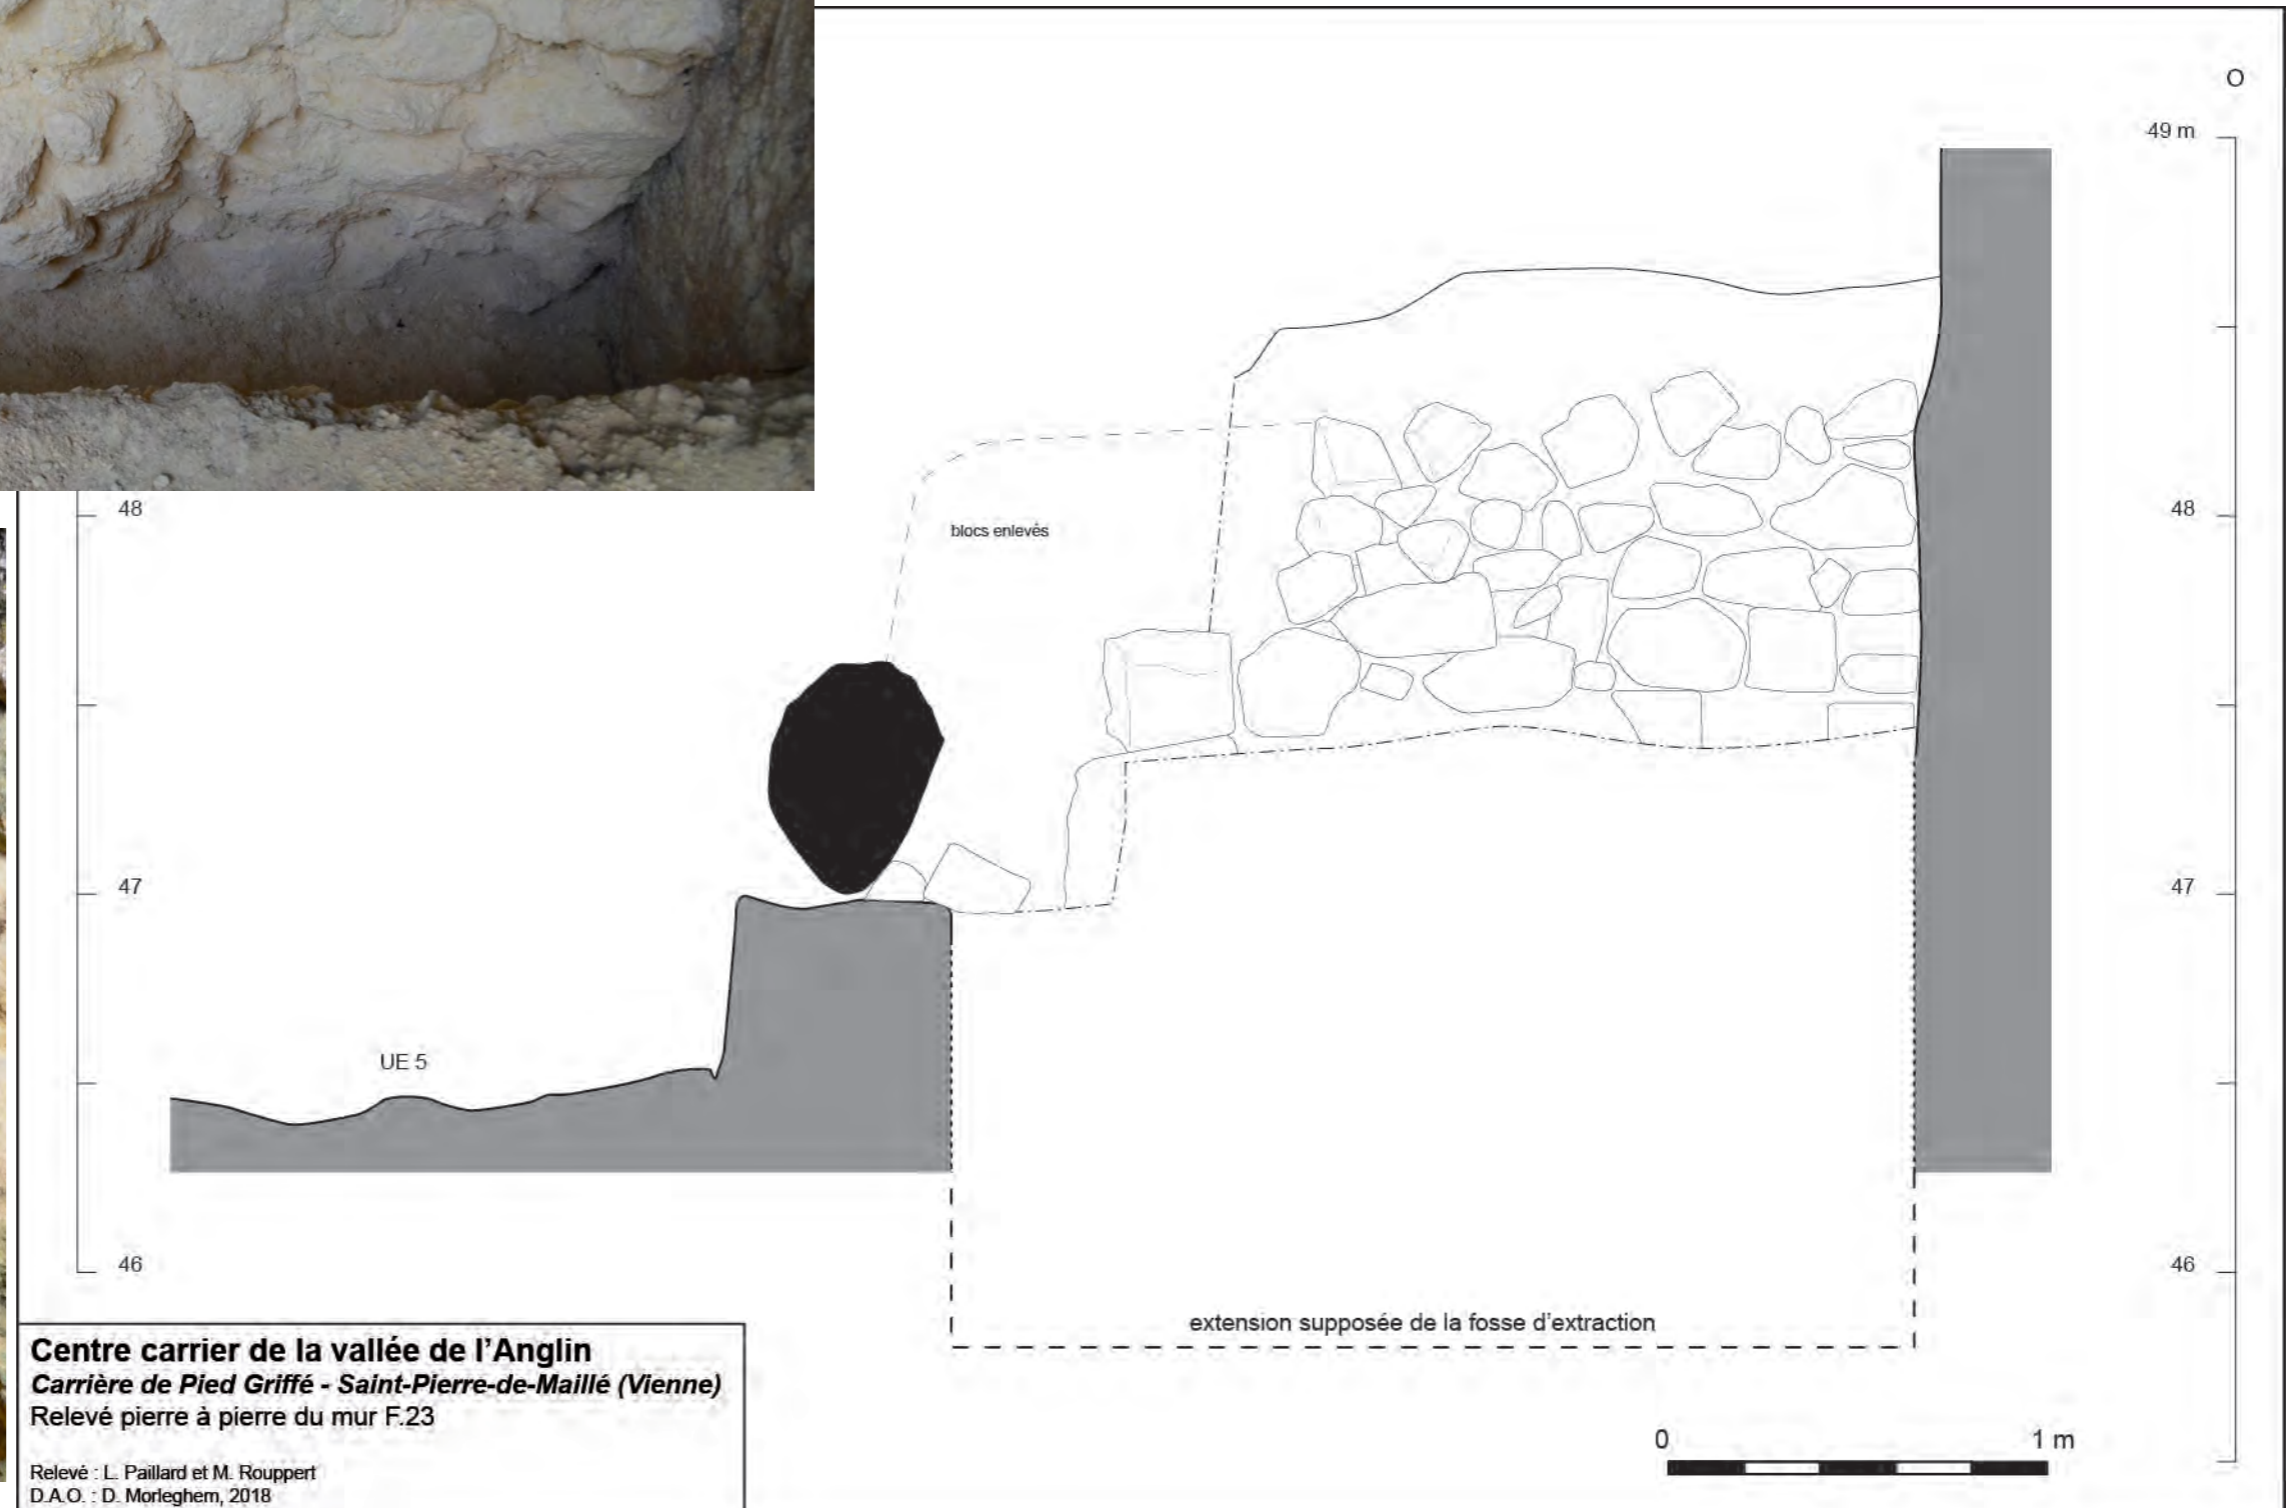 O
49 m
48
48
blocs enlevés
47
47
UE 5
46
46
extension supposée de la fosse d'extraction
Centre carrier de la vallée de l'Anglin
Carrière de Pied Griffé - Saint-Pierre-de-Maillé (Vienne)
Relevé pierre à pierre du mur F.23
0
1 m
Relevé : L. Paillard et M. Rouppert
D.A.O. : D. Morleghem, 2018